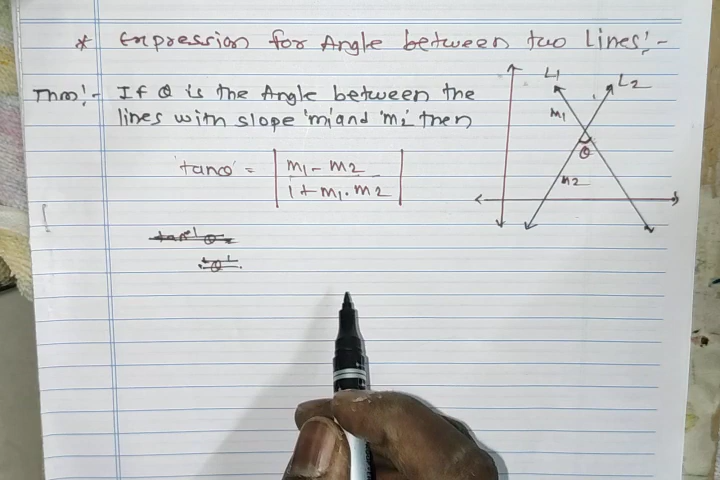 * Expression for Angle between two Lines:-
Thm:- If θ is the Angle between the
lines with slope 'm1' and 'm2' then
'tanθ' = | m1 - m2
1 + m1 . m2 |
L1
L2
m1
θ
m2